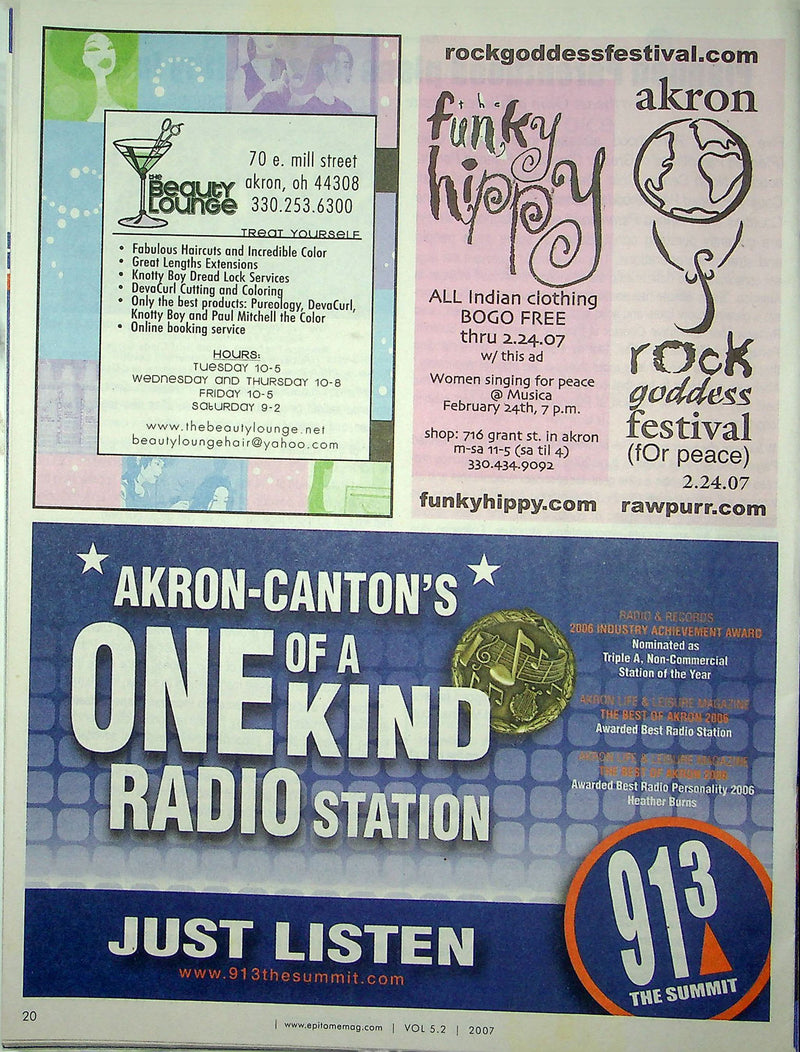 THE
Beauty
LOUNGE
70 e. mill street
akron, oh 44308
330.253.6300
TREAT YOURSELF
• Fabulous Haircuts and Incredible Color
• Great Lengths Extensions
• Knotty Boy Dread Lock Services
• DevaCurl Cutting and Coloring
• Only the best products: Pureology, DevaCurl,
Knotty Boy and Paul Mitchell the Color
• Online booking service
HOURS:
TUESDAY 10-5
WEDNESDAY AND THURSDAY 10-8
FRIDAY 10-5
SATURDAY 9-2
www.thebeautylounge.net
beautyloungehair@yahoo.com
rockgoddessfestival.com
the
funky
hippy
ALL Indian clothing
BOGO FREE
thru 2.24.07
w/ this ad
Women singing for peace
@ Musica
February 24th, 7 p.m.
shop: 716 grant st. in akron
m-sa 11-5 (sa til 4)
330.434.9092
funkyhippy.com
akron
rock
goddess
festival
(fOr peace)
2.24.07
rawpurr.com
AKRON-CANTON'S
ONE OF A
KIND
RADIO STATION
RADIO & RECORDS
2006 INDUSTRY ACHIEVEMENT AWARD
Nominated as
Triple A, Non-Commercial
Station of the Year
AKRON LIFE & LEISURE MAGAZINE
THE BEST OF AKRON 2006
Awarded Best Radio Station
AKRON LIFE & LEISURE MAGAZINE
THE BEST OF AKRON 2006
Awarded Best Radio Personality 2006
Heather Burns
JUST LISTEN
www.913thesummit.com
913
THE SUMMIT
20
| www.epitomemag.com | VOL 5.2 | 2007